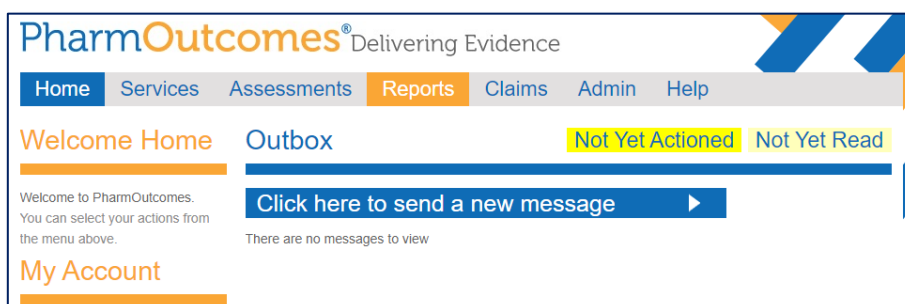 PharmOutcomes® Delivering Evidence
Home Services Assessments Reports Claims Admin Help
Welcome Home
Welcome to PharmOutcomes.
You can select your actions from
the menu above.
My Account
Outbox
Not Yet Actioned Not Yet Read
Click here to send a new message
There are no messages to view